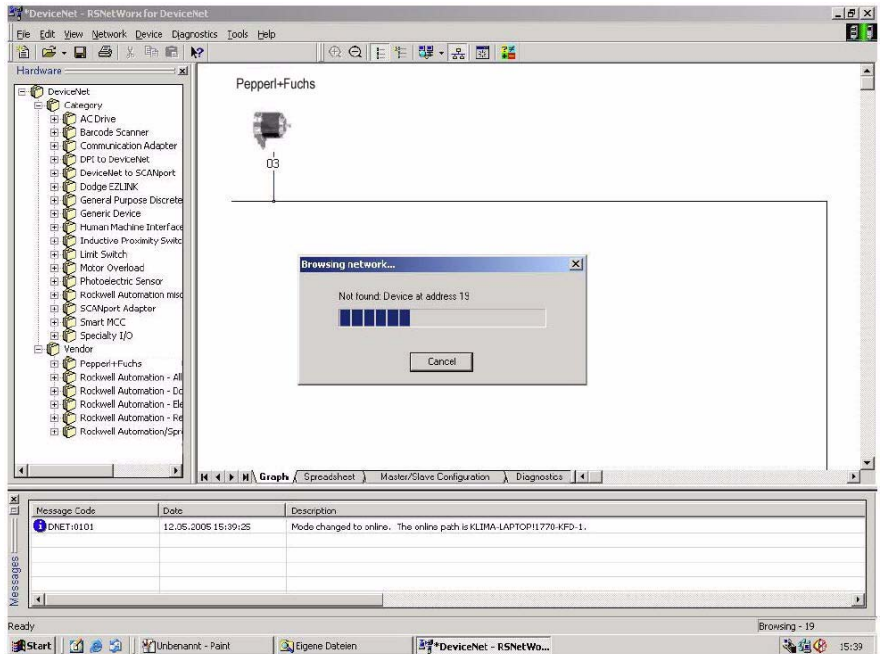 *DeviceNet - RSNetWorx for DeviceNet
File Edit View Network Device Diagnostics Tools Help
Hardware
DeviceNet
Category
AC Drive
Barcode Scanner
Communication Adapter
DPI to DeviceNet
DeviceNet to SCANport
Dodge EZLINK
General Purpose Discrete
Generic Device
Human Machine Interface
Inductive Proximity Switc
Limit Switch
Motor Overload
Photoelectric Sensor
Rockwell Automation misc
SCANport Adapter
Smart MCC
Specialty I/O
Vendor
Pepperl+Fuchs
Rockwell Automation - All
Rockwell Automation - Do
Rockwell Automation - Ele
Rockwell Automation - Re
Rockwell Automation/Spr
Pepperl+Fuchs
03
Browsing network...
Not found: Device at address 19
Cancel
Graph Spreadsheet Master/Slave Configuration Diagnostics
Messages
Message Code Date Description
DNET:0101 12.05.2005 15:39:25 Mode changed to online. The online path is KLIMA-LAPTOP!1770-KFD-1.
Ready Browsing - 19
Start Unbenannt - Paint Eigene Dateien *DeviceNet - RSNetWo... 15:39